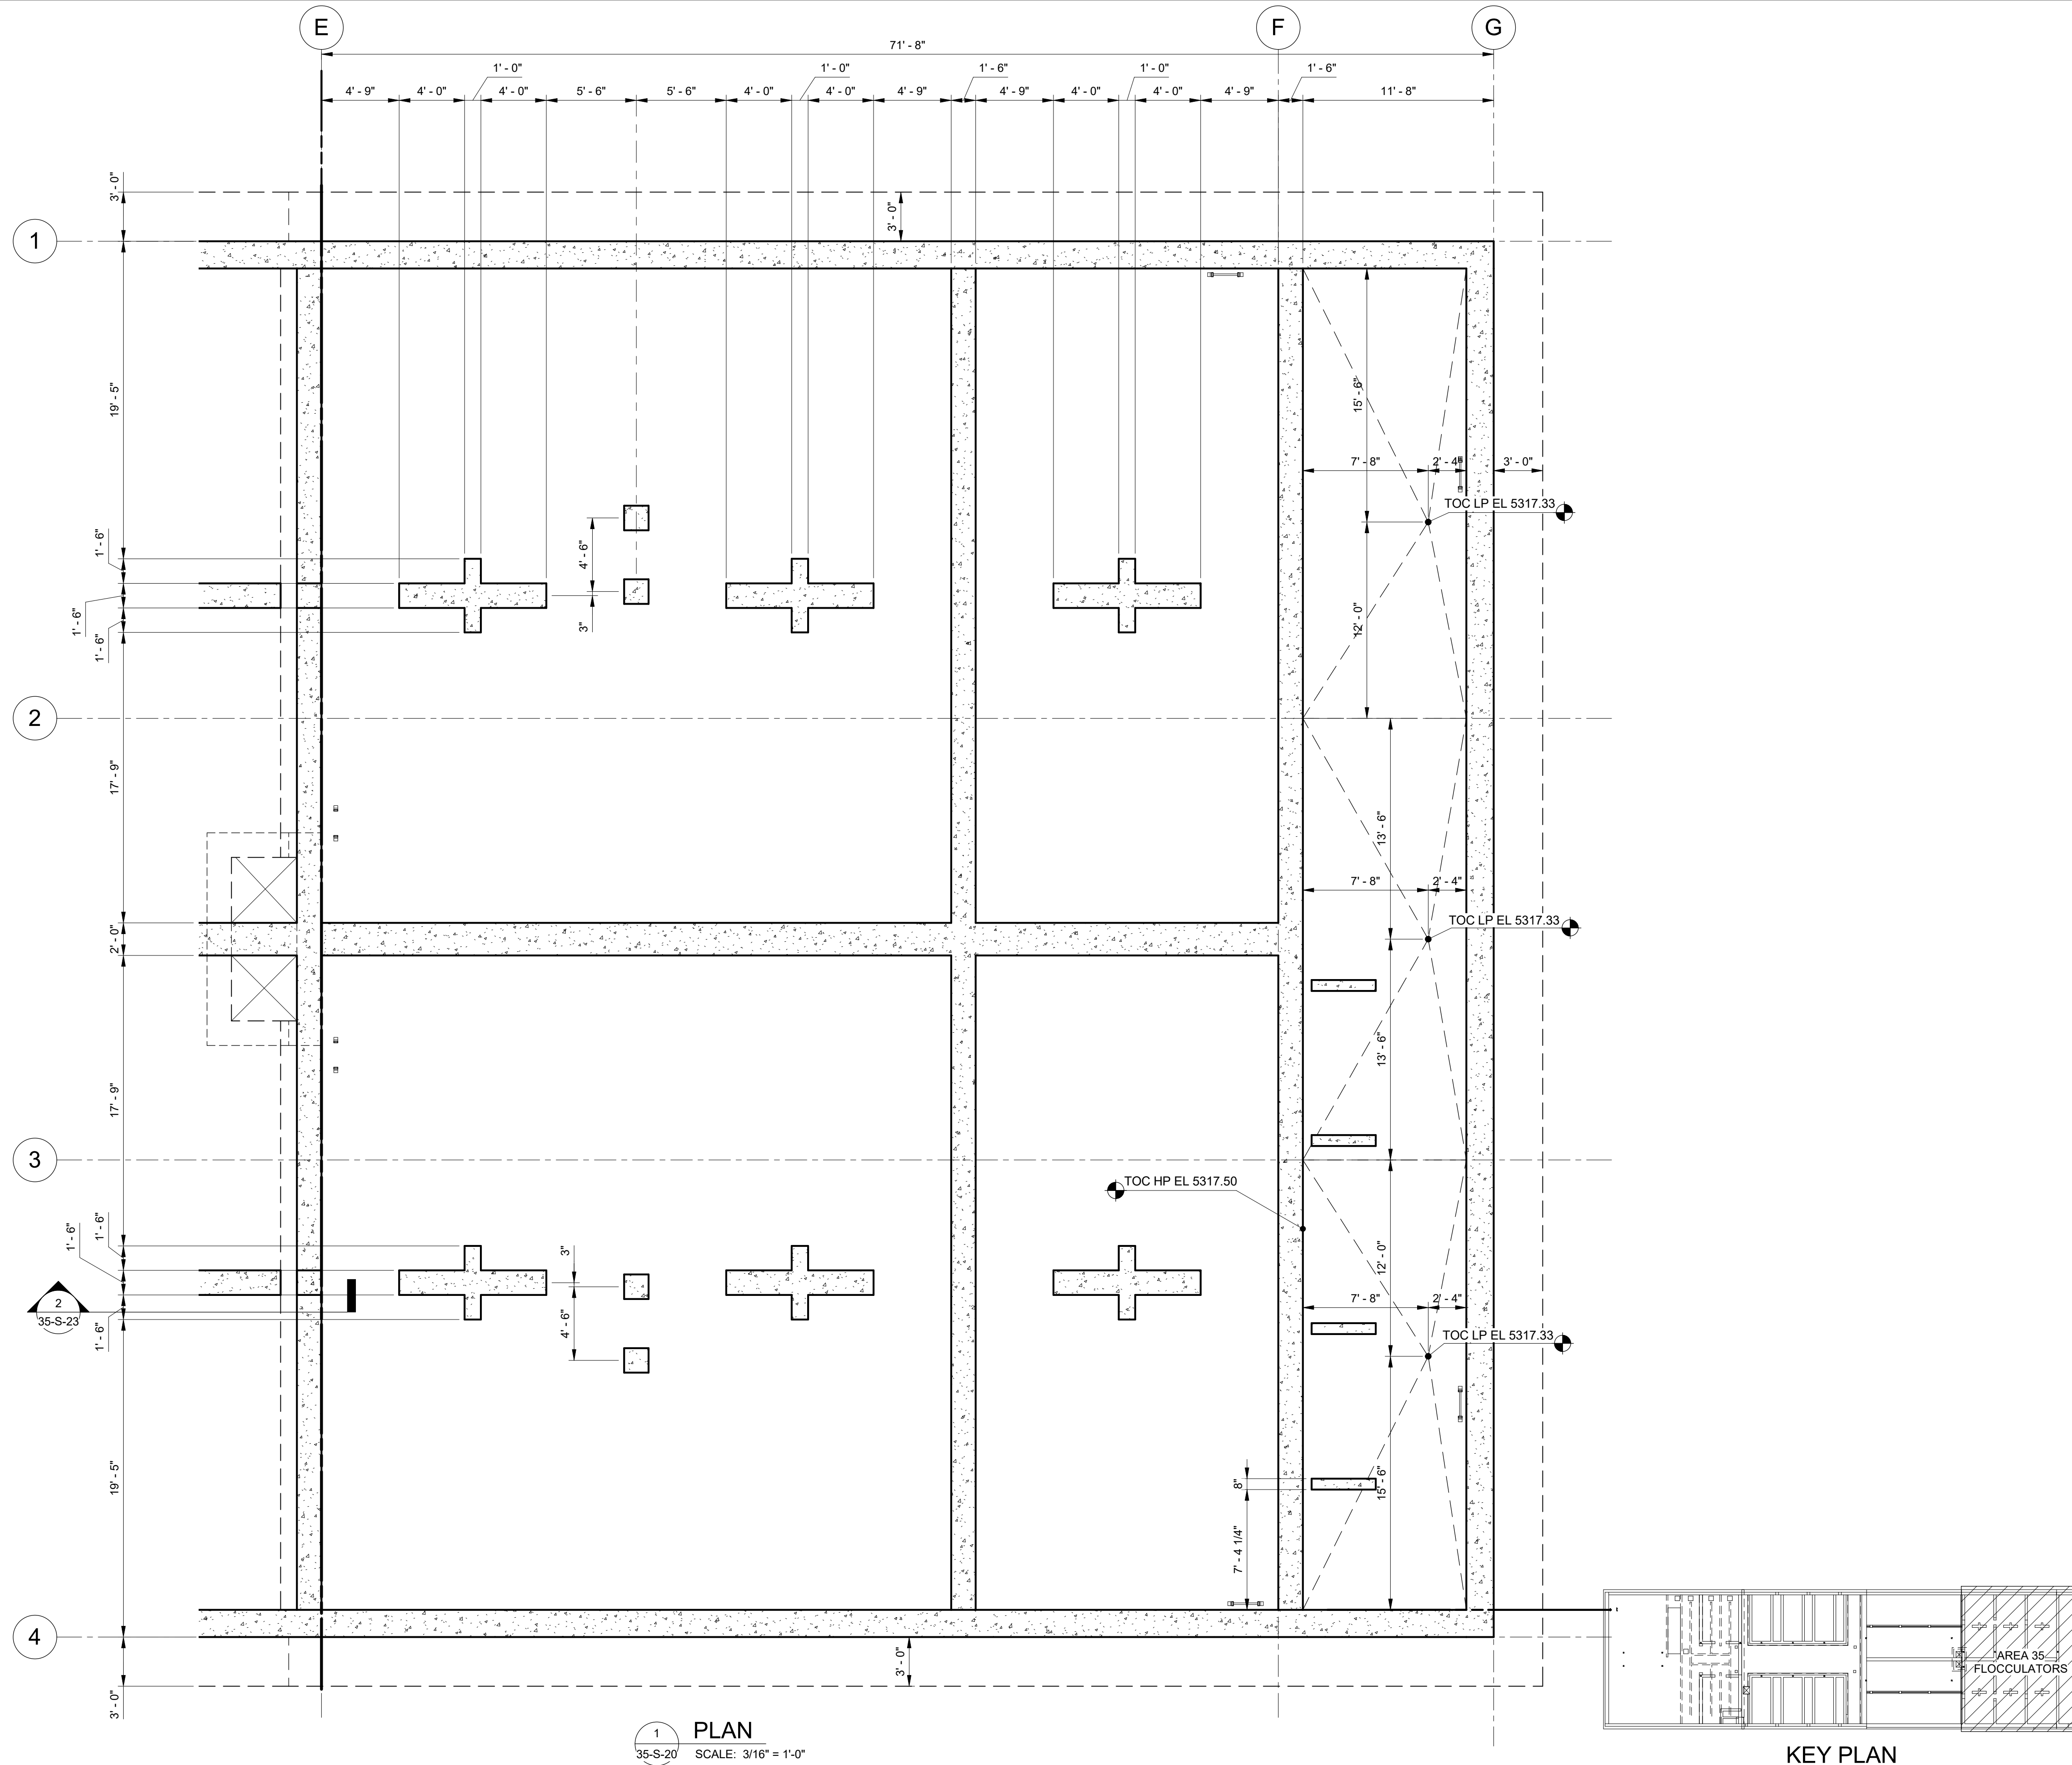 E
F
G
71' - 8"
1' - 0"
1' - 0"
1' - 6"
1' - 0"
1' - 6"
4' - 9"
4' - 0"
4' - 0"
5' - 6"
5' - 6"
4' - 0"
4' - 0"
4' - 9"
4' - 9"
4' - 0"
4' - 0"
4' - 9"
11' - 8"
3' - 0"
3' - 0"
1
19' - 5"
15' - 6"
7' - 8"
2' - 4"
3' - 0"
TOC LP EL 5317.33
1' - 6"
4' - 6"
1' - 6"
1' - 6"
3"
12' - 0"
2
17' - 9"
13' - 6"
7' - 8"
2' - 4"
TOC LP EL 5317.33
2' - 0"
13' - 6"
17' - 9"
3
TOC HP EL 5317.50
1' - 6"
1' - 6"
3"
12' - 0"
2
35-S-23
7' - 8"
2' - 4"
1' - 6"
4' - 6"
TOC LP EL 5317.33
19' - 5"
8"
15' - 6"
7' - 4 1/4"
4
3' - 0"
3' - 0"
1
35-S-20
PLAN
SCALE: 3/16" = 1'-0"
AREA 35
FLOCCULATORS
KEY PLAN